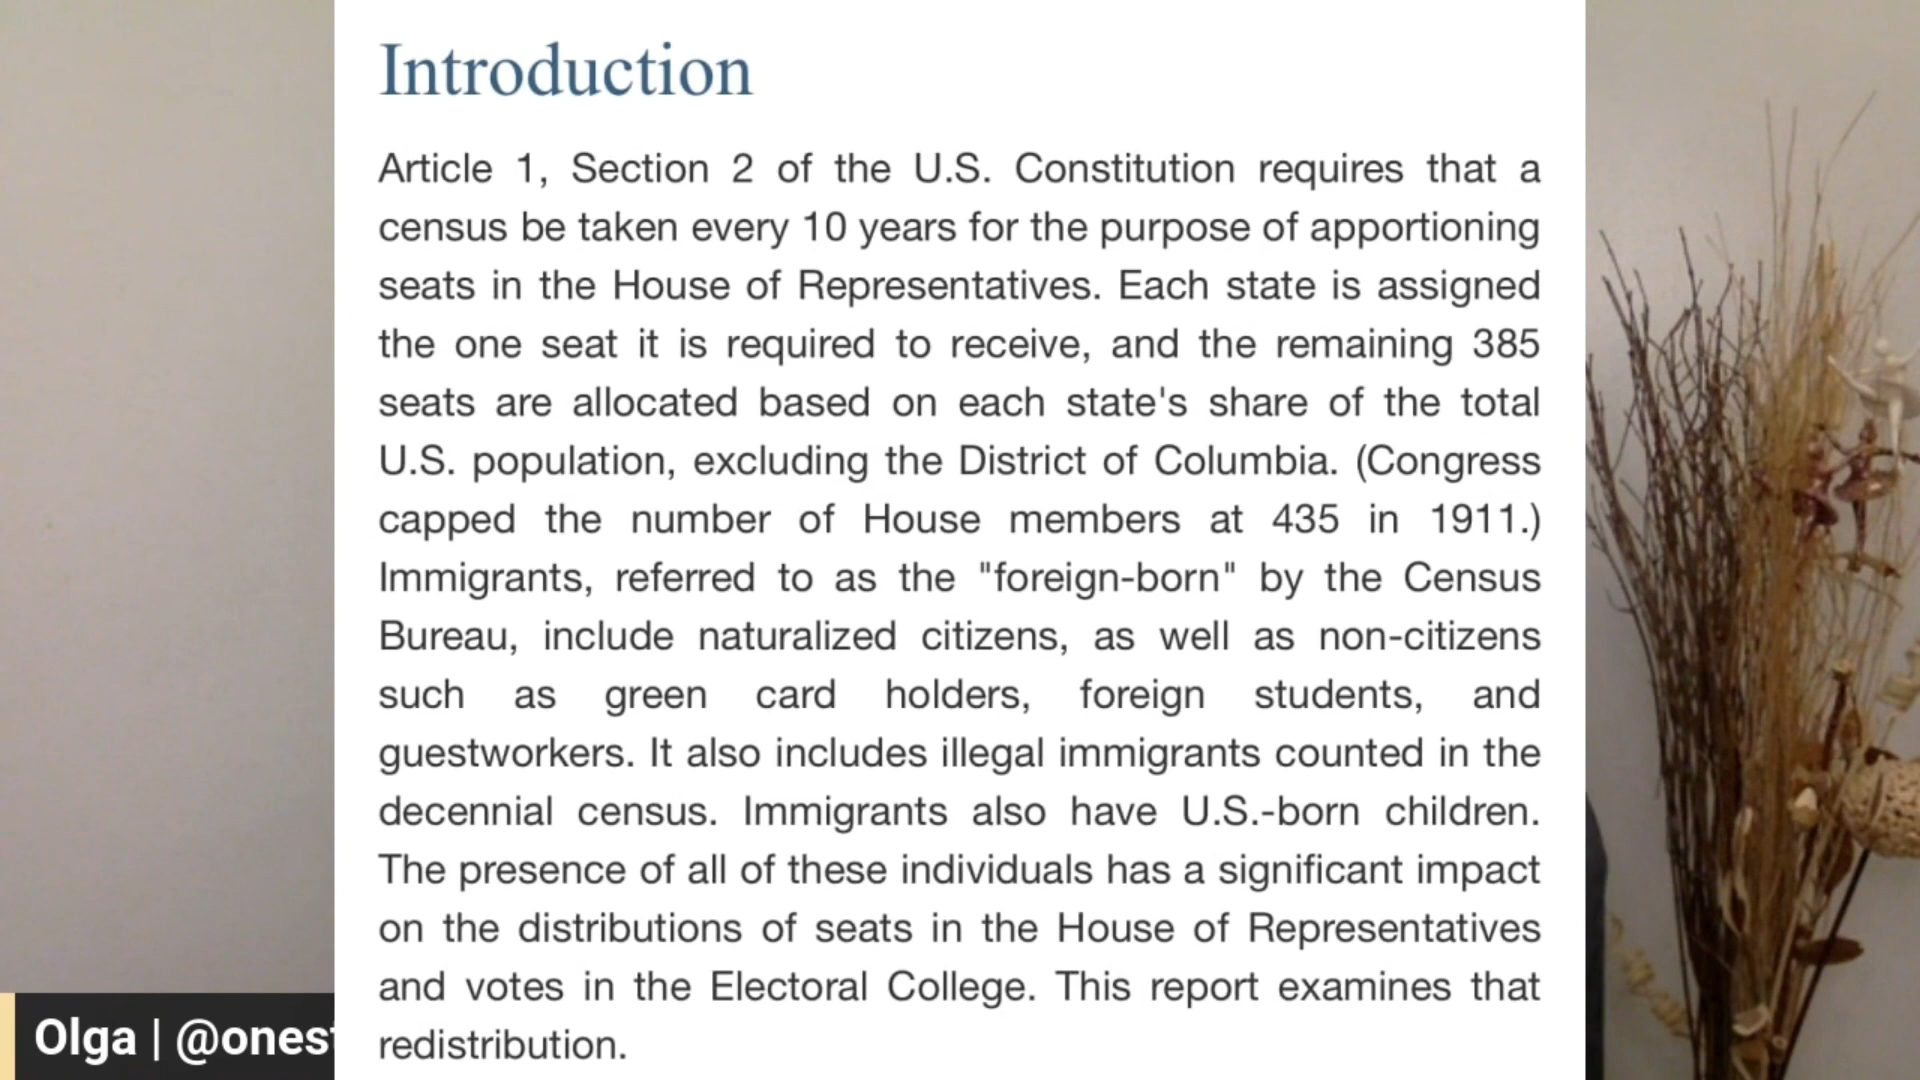 Introduction
Article 1, Section 2 of the U.S. Constitution requires that a
census be taken every 10 years for the purpose of apportioning
seats in the House of Representatives. Each state is assigned
the one seat it is required to receive, and the remaining 385
seats are allocated based on each state's share of the total
U.S. population, excluding the District of Columbia. (Congress
capped the number of House members at 435 in 1911.)
Immigrants, referred to as the "foreign-born" by the Census
Bureau, include naturalized citizens, as well as non-citizens
such as green card holders, foreign students, and
guestworkers. It also includes illegal immigrants counted in the
decennial census. Immigrants also have U.S.-born children.
The presence of all of these individuals has a significant impact
on the distributions of seats in the House of Representatives
and votes in the Electoral College. This report examines that
redistribution.
Olga | @onest